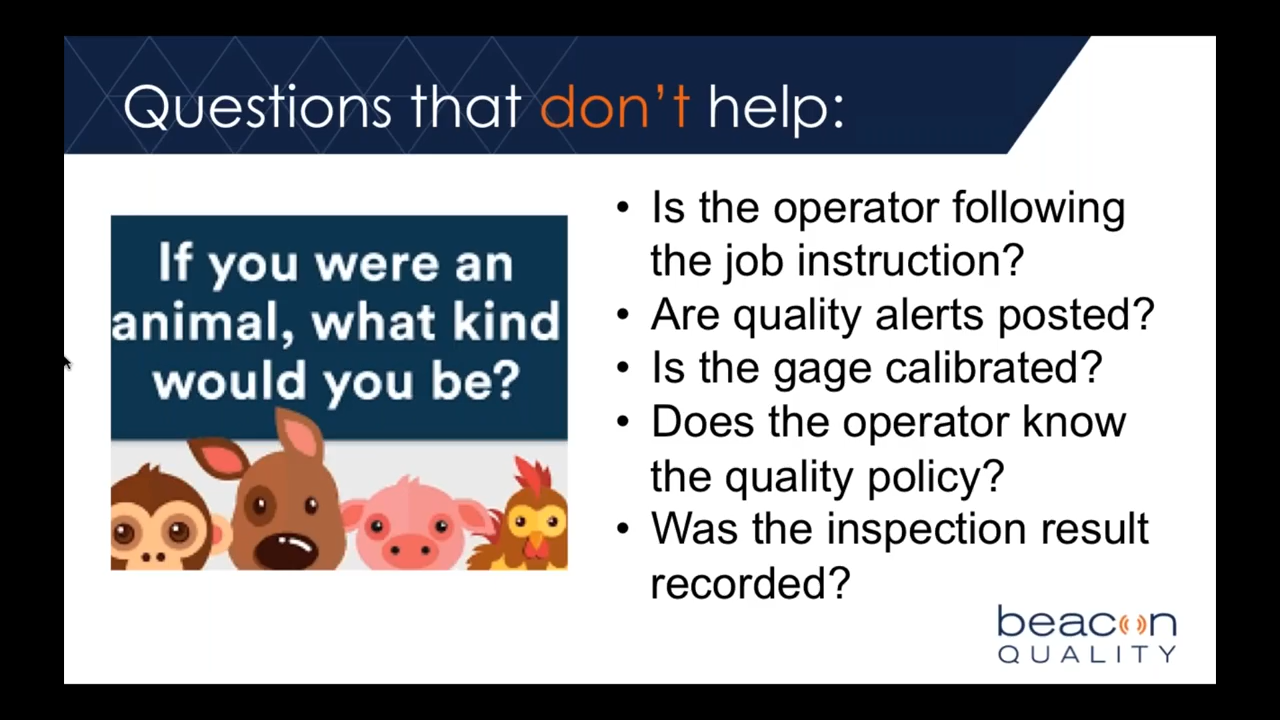 Questions that don't help:
If you were an
animal, what kind
would you be?
• Is the operator following
the job instruction?
• Are quality alerts posted?
• Is the gage calibrated?
• Does the operator know
the quality policy?
• Was the inspection result
recorded?
beacon
QUALITY